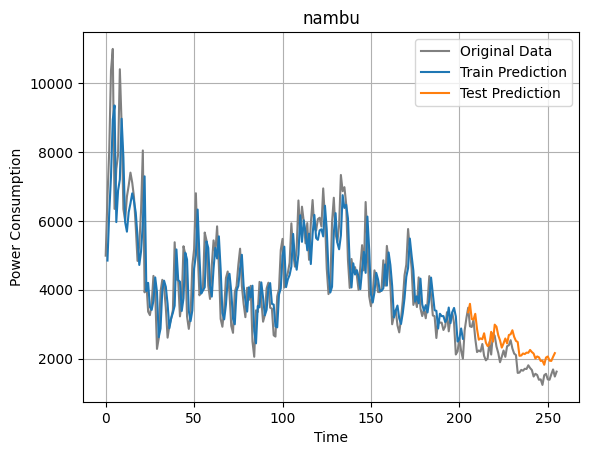 nambu
Original Data
Train Prediction
Test Prediction
Power Consumption
10000
8000
6000
4000
2000
0 50 100 150 200 250
Time